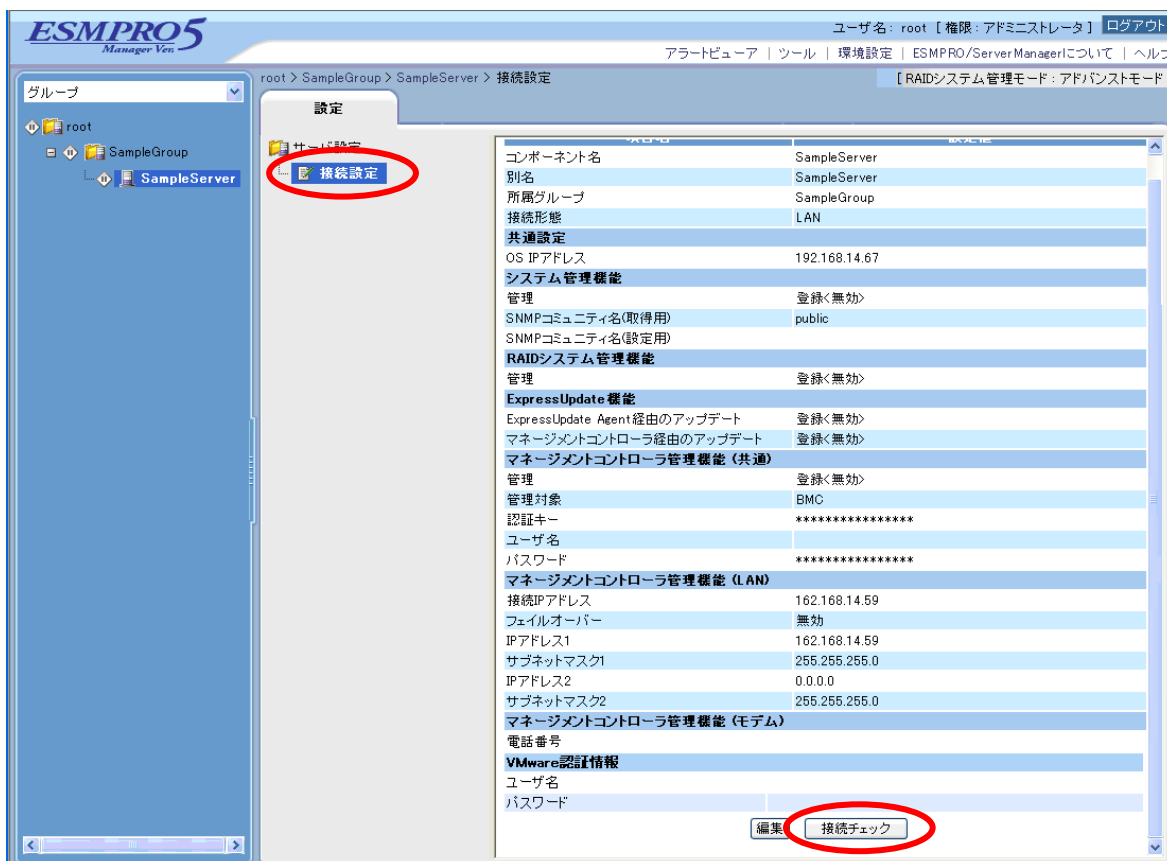 ESMPRO5
Manager Ver.
ユーザ名: root [ 権限: アドミニストレータ ] ログアウト
アラートビューア | ツール | 環境設定 | ESMPRO/ServerManagerについて |
グループ
root
SampleGroup
SampleServer
root > SampleGroup > SampleServer > 接続設定
[ RAIDシステム管理モード : アドバンストモード
設定
サーバ設定
接続設定
項目名 設定値
コンポーネント名 SampleServer
別名 SampleServer
所属グループ SampleGroup
接続形態 LAN
共通設定
OS IPアドレス 192.168.14.67
システム管理機能
管理 登録<無効>
SNMPコミュニティ名(取得用) public
SNMPコミュニティ名(設定用)
RAIDシステム管理機能
管理 登録<無効>
ExpressUpdate 機能
ExpressUpdate Agent経由のアップデート 登録<無効>
マネージメントコントローラ経由のアップデート 登録<無効>
マネージメントコントローラ管理機能 (共通)
管理 登録<無効>
管理対象 BMC
認証キー ****************
ユーザ名
パスワード ****************
マネージメントコントローラ管理機能 (LAN)
接続IPアドレス 162.168.14.59
フェイルオーバー 無効
IPアドレス1 162.168.14.59
サブネットマスク1 255.255.255.0
IPアドレス2 0.0.0.0
サブネットマスク2 255.255.255.0
マネージメントコントローラ管理機能 (モデム)
電話番号
VMware認証情報
ユーザ名
パスワード
編集 接続チェック